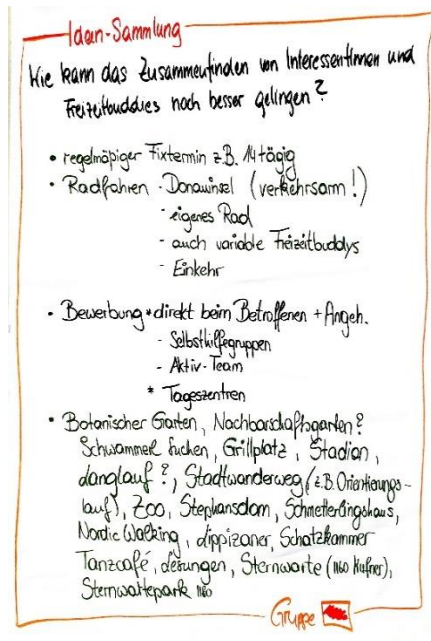 Ideen-Sammlung
Wie kann das Zusammenfinden von InteressentInnen und
Freizeitbuddies noch besser gelingen?
• regelmäßiger Fixtermin z.B. 14tägig
• Radfahren - Donauinsel (verkehrsarm!)
- eigenes Rad
- auch variable Freizeitbuddys
- Einkehr
• Bewerbung * direkt beim Betroffenen + Angeh.
- Selbsthilfegruppen
- Aktiv-Team
* Tageszentren
• Botanischer Garten, Nachbarschaftsgarten?
Schwammerl suchen, Grillplatz, Stadion,
Langlauf?, Stadtwanderweg (z.B. Orientierungs-
lauf), Zoo, Stephansdom, Schmetterlingshaus,
Nordic Walking, Lippizaner, Schatzkammer
Tanzcafé, Lesungen, Sternwarte (1160 Kuffner),
Sternwartepark 1160
Gruppe